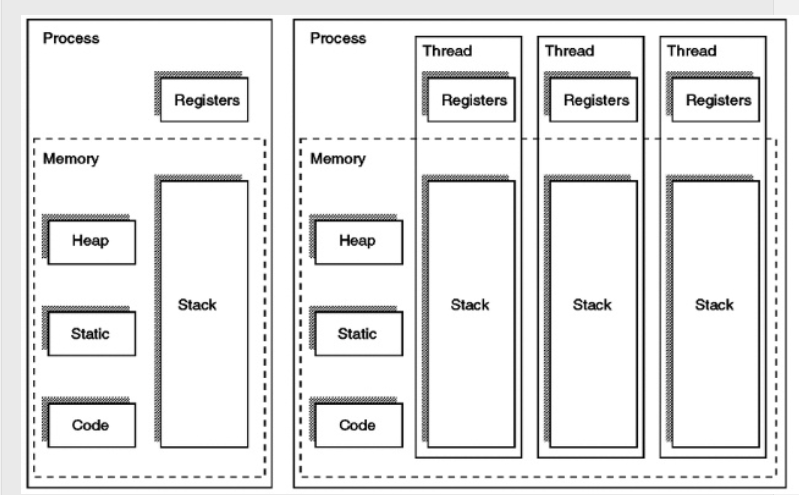 Process
Registers
Memory
Heap
Stack
Static
Code
Process
Thread
Thread
Thread
Registers
Registers
Registers
Memory
Heap
Static
Code
Stack
Stack
Stack